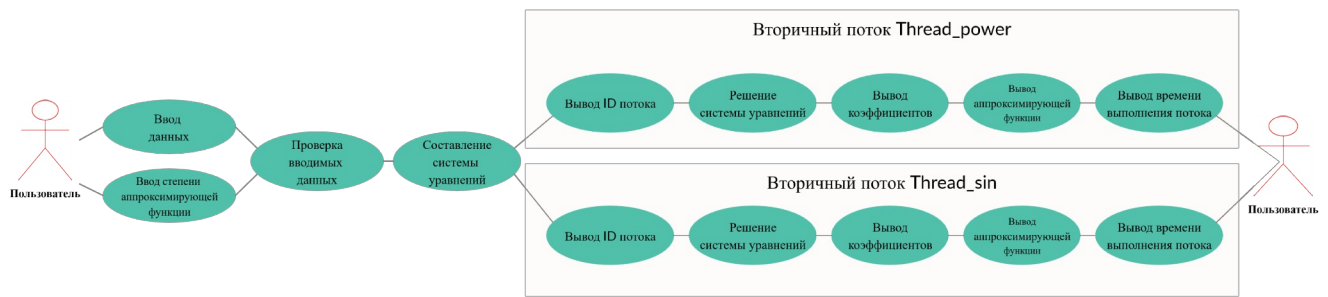 Пользователь
Ввод
данных
Ввод степени
аппроксимирующей
функции
Проверка
вводимых
данных
Составление
системы
уравнений
Вторичный поток Thread_power
Вывод ID потока
Решение
системы уравнений
Вывод
коэффициентов
Вывод
аппроксимирующей
функции
Вывод времени
выполнения потока
Вторичный поток Thread_sin
Вывод ID потока
Решение
системы уравнений
Вывод
коэффициентов
Вывод
аппроксимирующей
функции
Вывод времени
выполнения потока
Пользователь